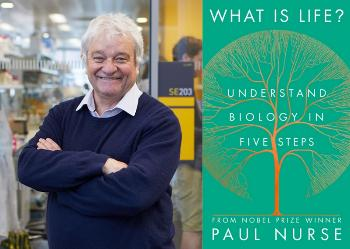 SE203
WHAT IS LIFE?
UNDERSTAND
BIOLOGY IN
FIVE STEPS
FROM NOBEL PRIZE WINNER
PAUL NURSE